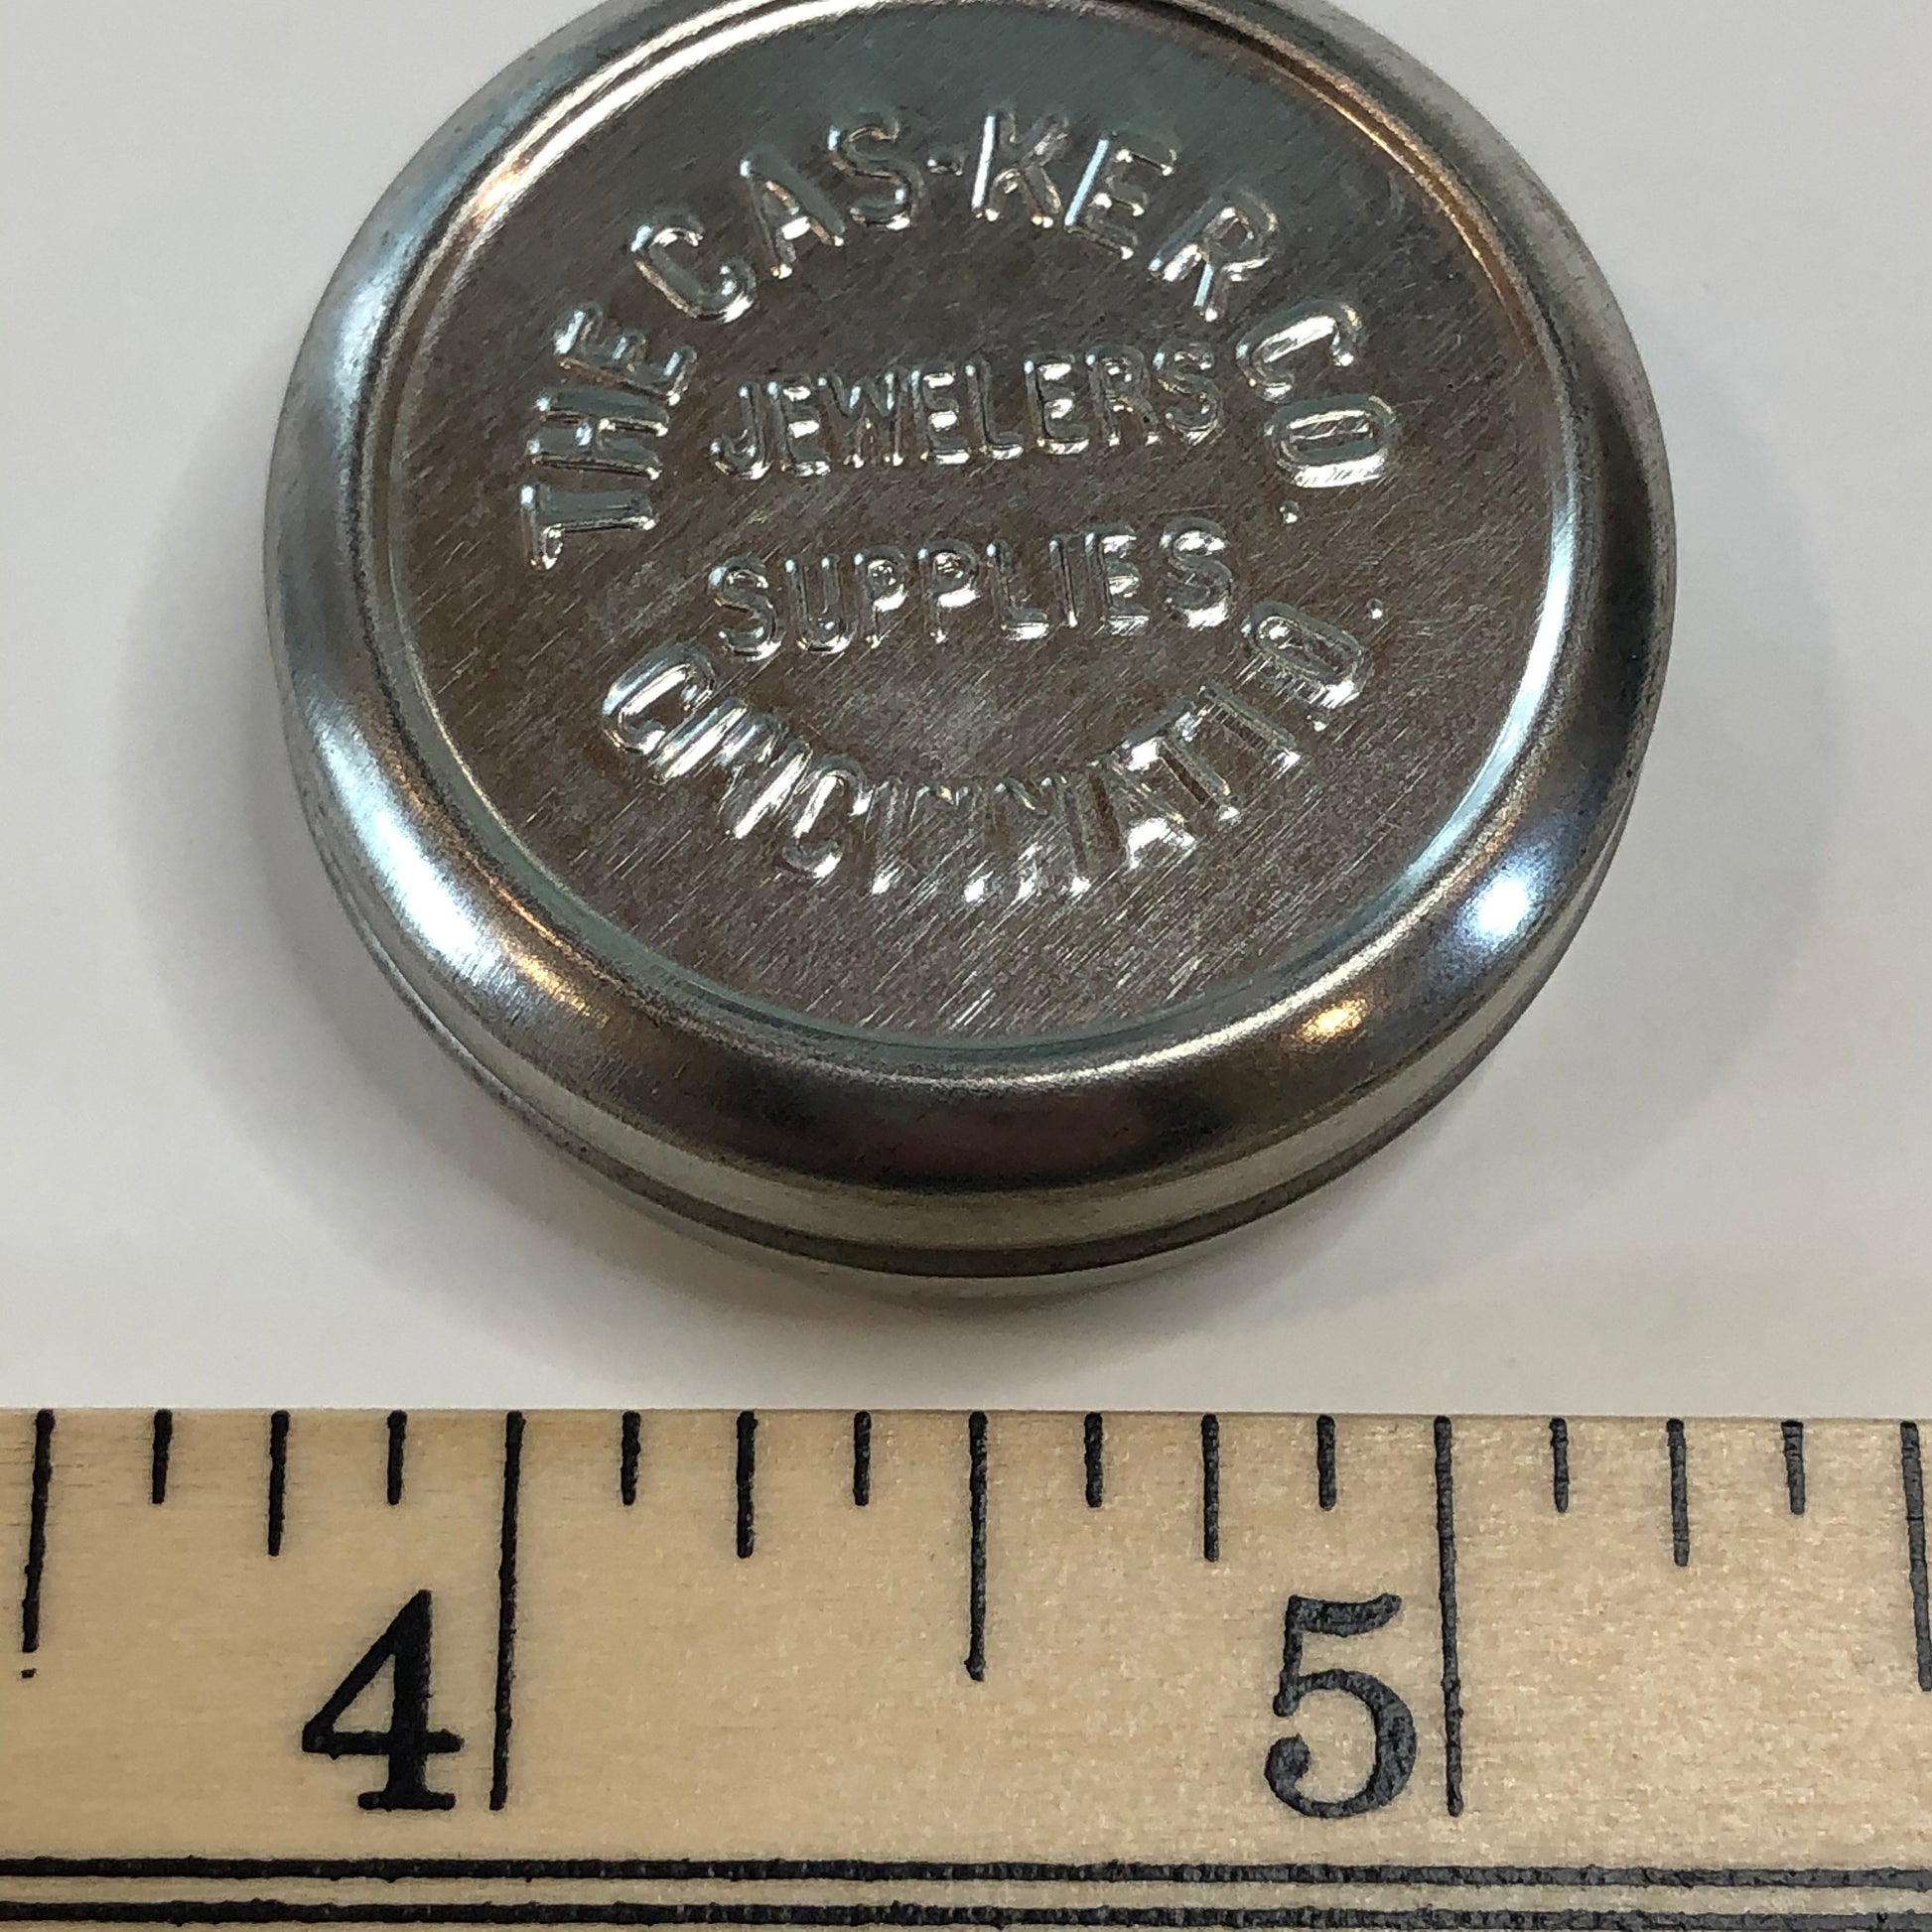 THE CAS-KER CO.
JEWELERS
SUPPLIES
CINCINNATI O.
4 5